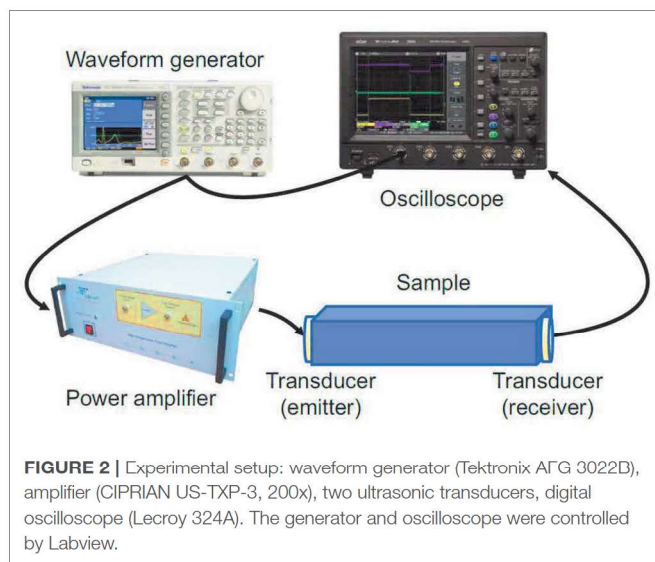 Waveform generator
Tektronix
Oscilloscope
Sample
Power amplifier
Transducer
(emitter)
Transducer
(receiver)
FIGURE 2 | Experimental setup: waveform generator (Tektronix AFG 3022B),
amplifier (CIPRIAN US-TXP-3, 200x), two ultrasonic transducers, digital
oscilloscope (Lecroy 324A). The generator and oscilloscope were controlled
by Labview.